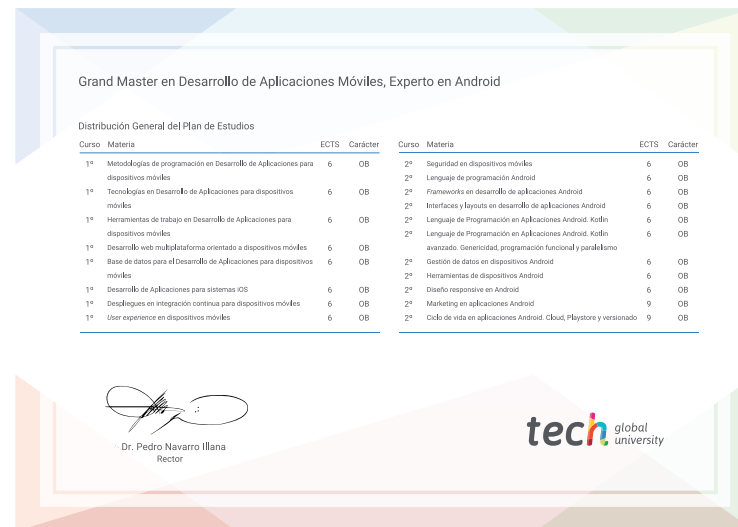 Grand Master en Desarrollo de Aplicaciones Móviles, Experto en Android
Distribución General del Plan de Estudios
Curso Materia ECTS Carácter
1º Metodologías de programación en Desarrollo de Aplicaciones para 6 OB
dispositivos móviles
1º Tecnologías en Desarrollo de Aplicaciones para dispositivos 6 OB
móviles
1º Herramientas de trabajo en Desarrollo de Aplicaciones para 6 OB
dispositivos móviles
1º Desarrollo web multiplataforma orientado a dispositivos móviles 6 OB
1º Base de datos para el Desarrollo de Aplicaciones para dispositivos 6 OB
móviles
1º Desarrollo de Aplicaciones para sistemas iOS 6 OB
1º Despliegues en integración continua para dispositivos móviles 6 OB
1º User experience en dispositivos móviles 6 OB
Curso Materia ECTS Carácter
2º Seguridad en dispositivos móviles 6 OB
2º Lenguaje de programación Android 6 OB
2º Frameworks en desarrollo de aplicaciones Android 6 OB
2º Interfaces y layouts en desarrollo de aplicaciones Android 6 OB
2º Lenguaje de Programación en Aplicaciones Android. Kotlin 6 OB
2º Lenguaje de Programación en Aplicaciones Android. Kotlin 6 OB
avanzado. Genericidad, programación funcional y paralelismo
2º Gestión de datos en dispositivos Android 6 OB
2º Herramientas de dispositivos Android 6 OB
2º Diseño responsive en Android 6 OB
2º Marketing en aplicaciones Android 9 OB
2º Ciclo de vida en aplicaciones Android. Cloud, Playstore y versionado 9 OB
Dr. Pedro Navarro Illana
Rector
tech global
university